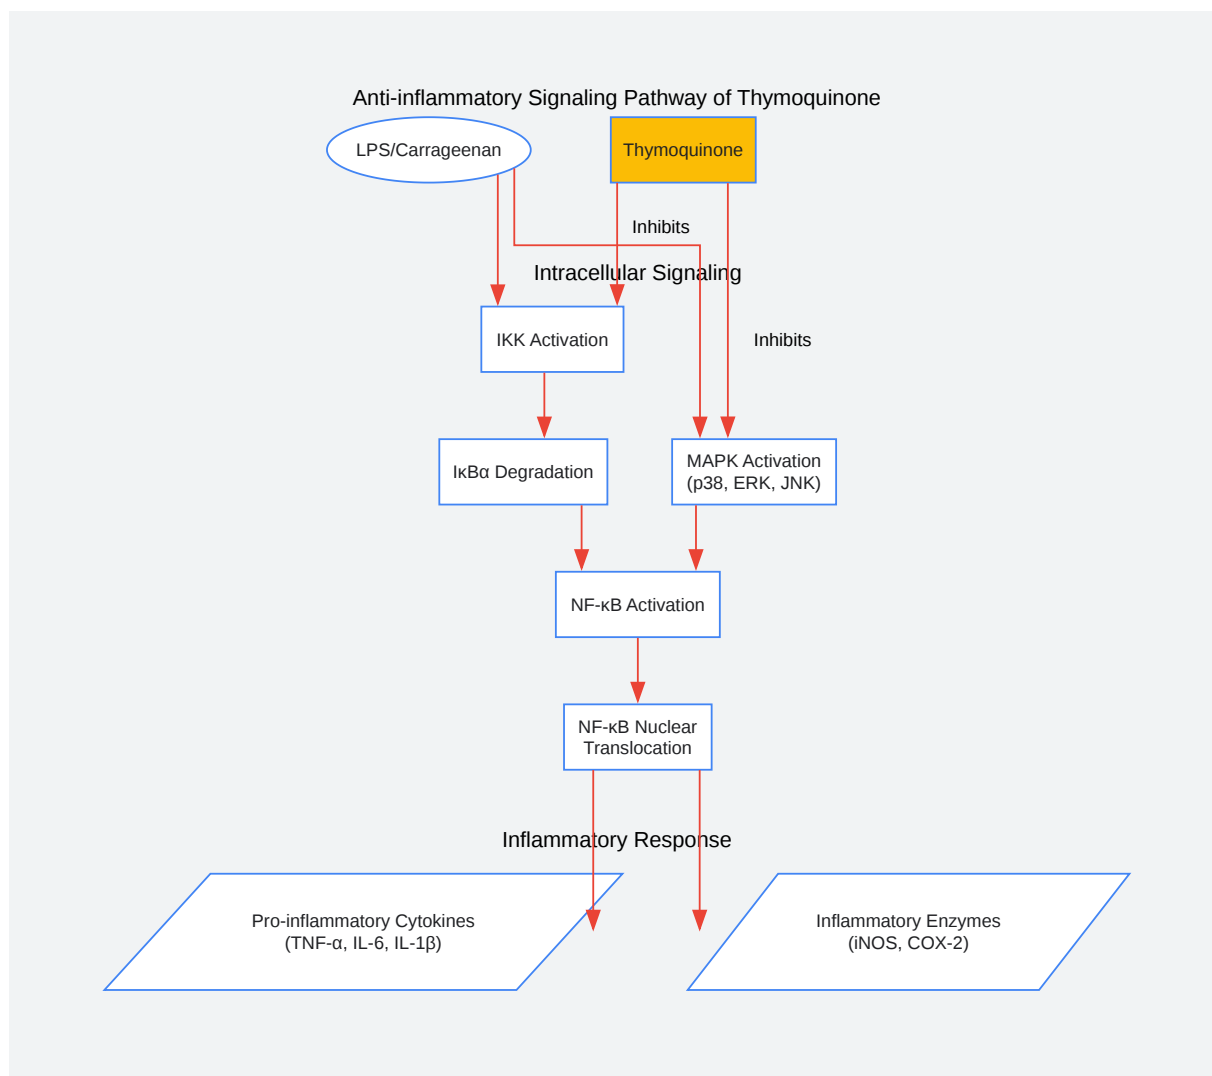 Anti-inflammatory Signaling Pathway of Thymoquinone
LPS/Carrageenan
Thymoquinone
Inhibits
Intracellular Signaling
IKK Activation
Inhibits
IκBα Degradation
MAPK Activation
(p38, ERK, JNK)
NF-κB Activation
NF-κB Nuclear
Translocation
Inflammatory Response
Pro-inflammatory Cytokines
(TNF-α, IL-6, IL-1β)
Inflammatory Enzymes
(iNOS, COX-2)